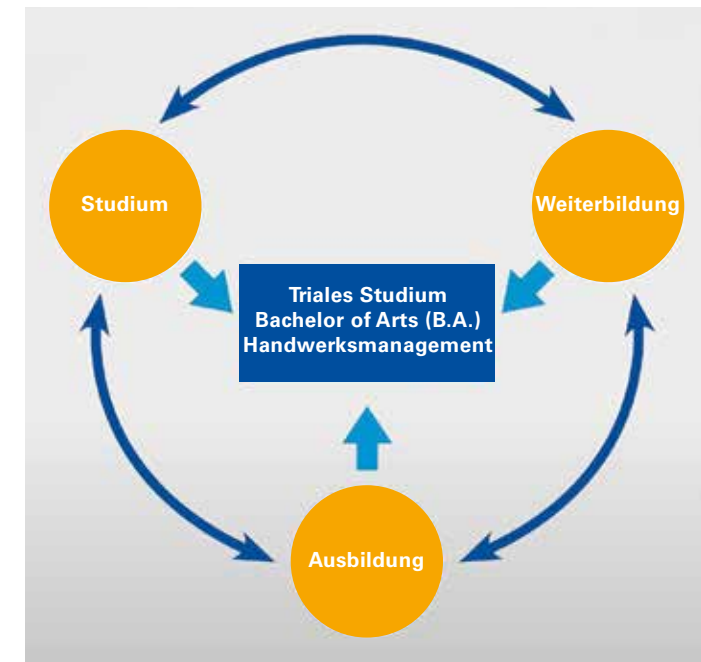 Studium
Weiterbildung
Triales Studium
Bachelor of Arts (B.A.)
Handwerksmanagement
Ausbildung